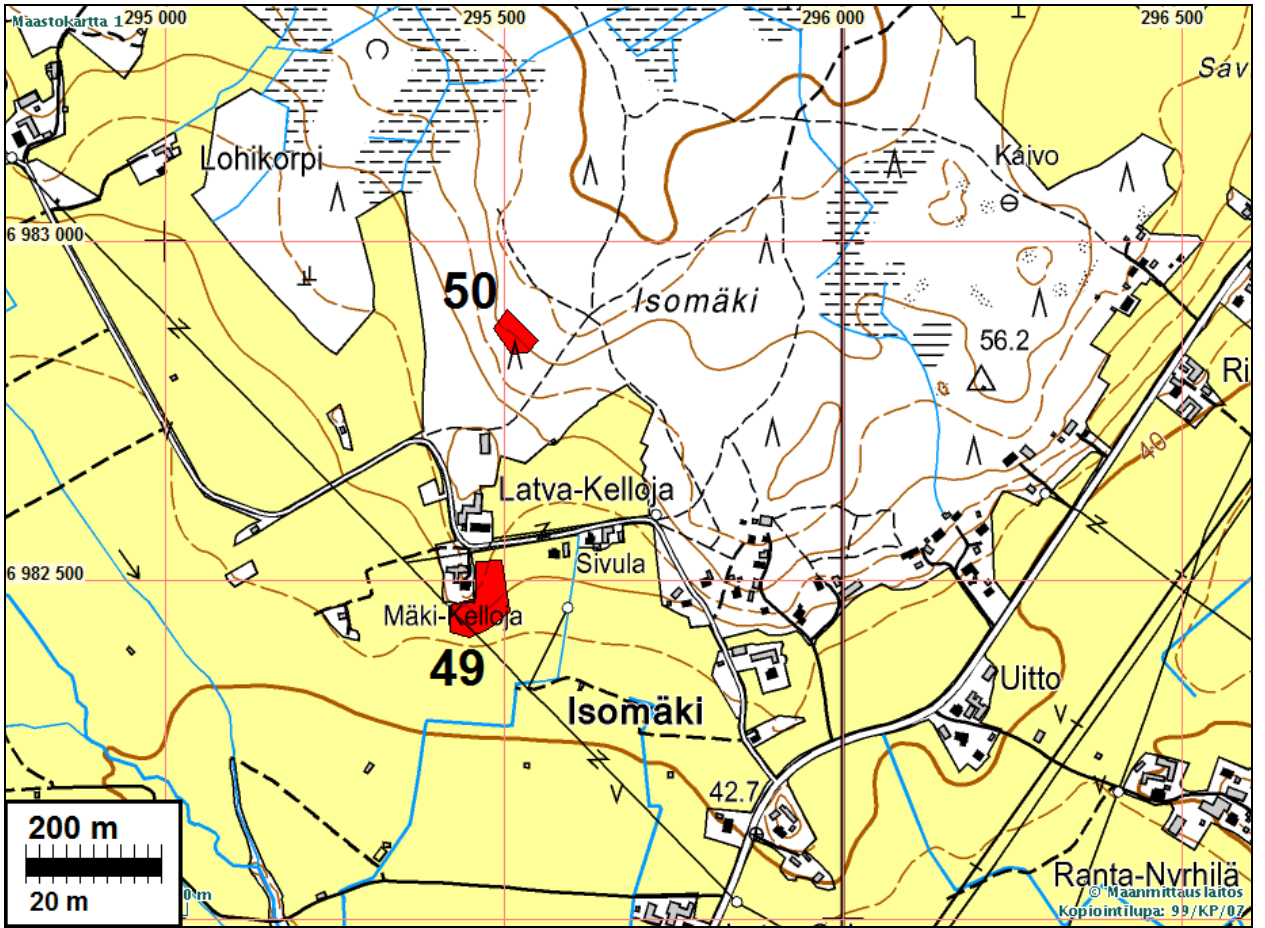 Maastokartta 1
295 000
295 500
296 000
296 500
Sav
Lohikorpi
Kaivo
6 983 000
50
Isomäki
56.2
Ri
40
Latva-Kelloja
Sivula
6 982 500
Mäki-Kelloja
49
Isomäki
Uitto
42.7
200 m
20 m
0 m
Ranta-Nyrhilä
© Maanmittauslaitos
Kopiointilupa: 99/KP/07